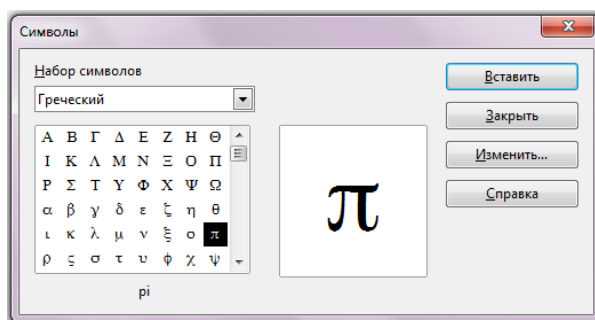 Символы
Набор символов
Греческий
Α Β Γ Δ Ε Ζ Η Θ
Ι Κ Λ Μ Ν Ξ Ο Π
Ρ Σ Τ Υ Φ Χ Ψ Ω
α β γ δ ε ζ η θ
ι κ λ μ ν ξ ο π
ρ ς σ τ υ φ χ ψ
pi
π
Вставить
Закрыть
Изменить...
Справка